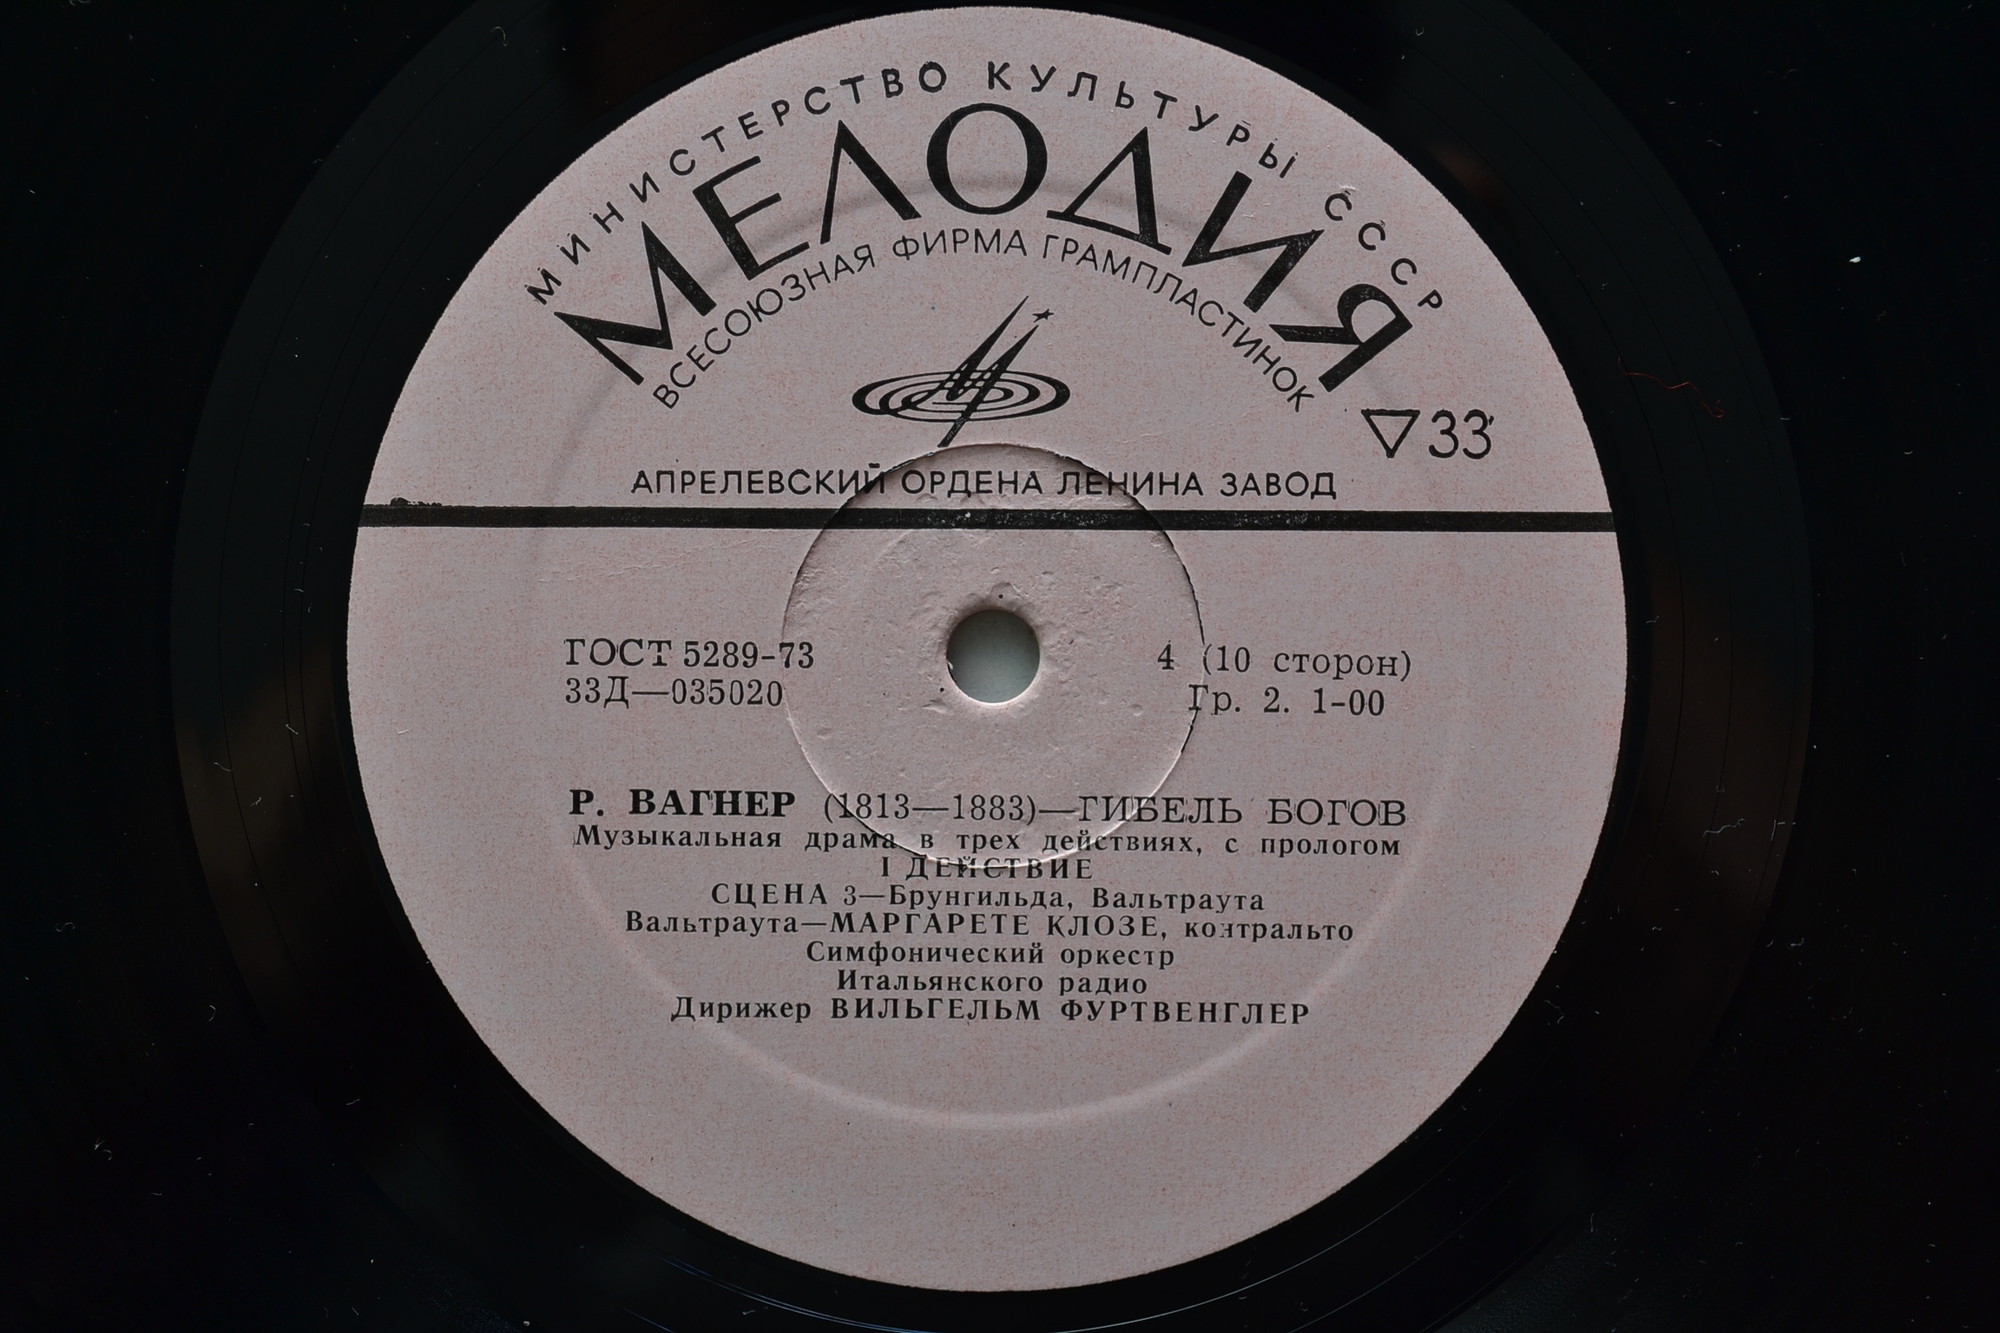 МИНИСТЕРСТВО КУЛЬТУРЫ СССР
МЕЛОДИЯ
ВСЕСОЮЗНАЯ ФИРМА ГРАМПЛАСТИНОК
▽33
АПРЕЛЕВСКИЙ ОРДЕНА ЛЕНИНА ЗАВОД
ГОСТ 5289-73
33Д—035020
4 (10 сторон)
Гр. 2. 1-00
Р. ВАГНЕР (1813—1883)—ГИБЕЛЬ БОГОВ
Музыкальная драма в трех действиях, с прологом
I ДЕЙСТВИЕ
СЦЕНА 3—Брунгильда, Вальтраута
Вальтраута—МАРГАРЕТЕ КЛОЗЕ, контральто
Симфонический оркестр
Итальянского радио
Дирижер ВИЛЬГЕЛЬМ ФУРТВЕНГЛЕР